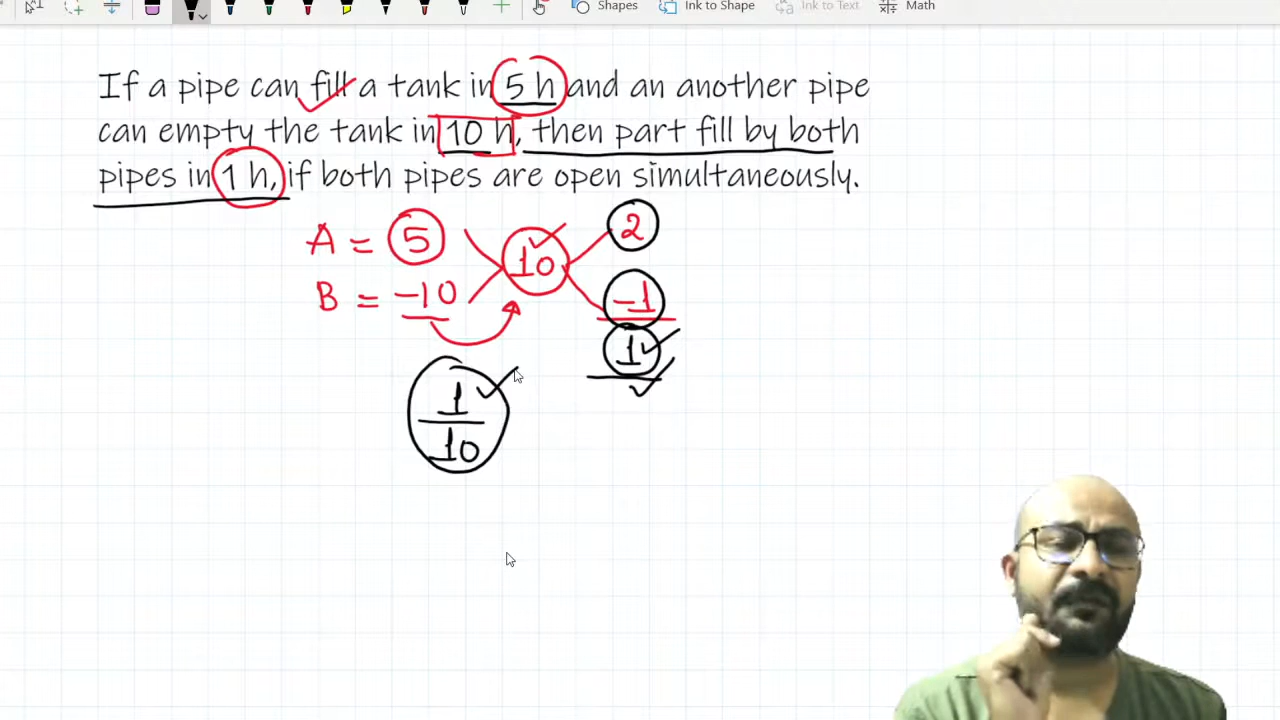 Shapes Ink to Shape Ink to Text Math
If a pipe can fill a tank in 5 h and an another pipe
can empty the tank in 10 h, then part fill by both
pipes in 1 h, if both pipes are open simultaneously.
A = 5 10 2
B = -10 -1
1
1
10